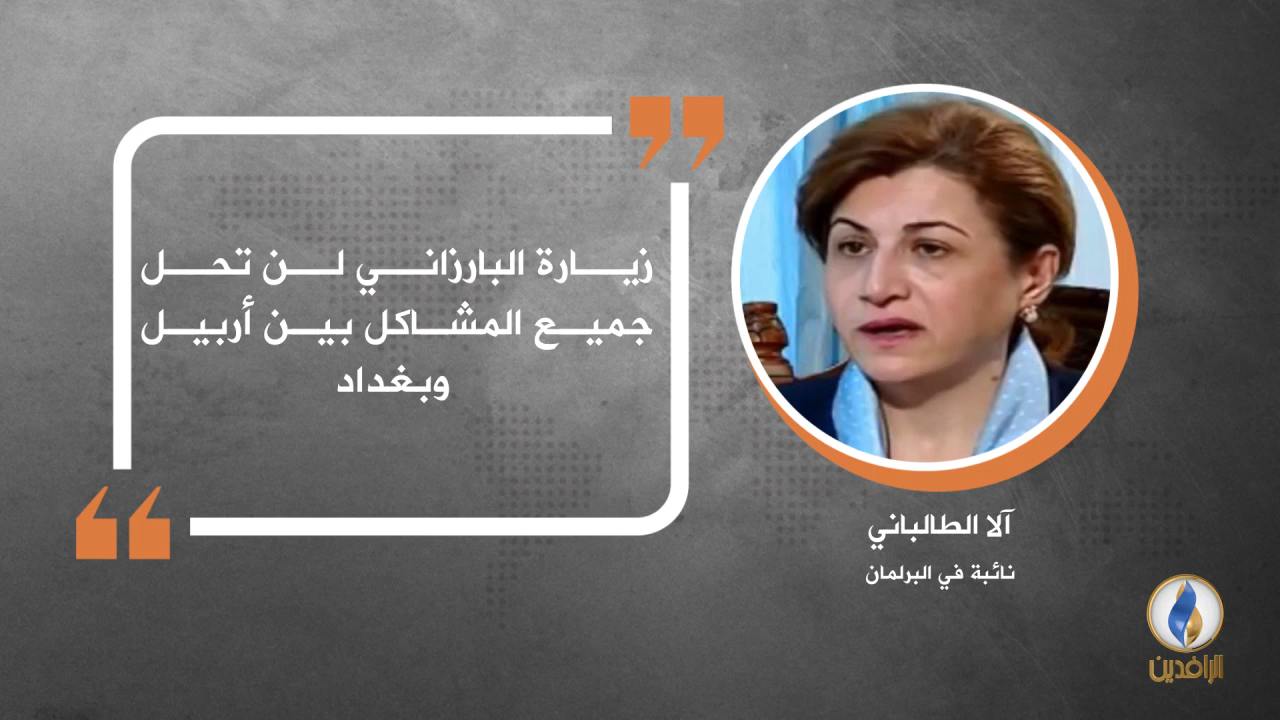 زيارة البارزاني لن تحل
جميع المشاكل بين أربيل
وبغداد
آلا الطالباني
نائبة في البرلمان
الرافدين